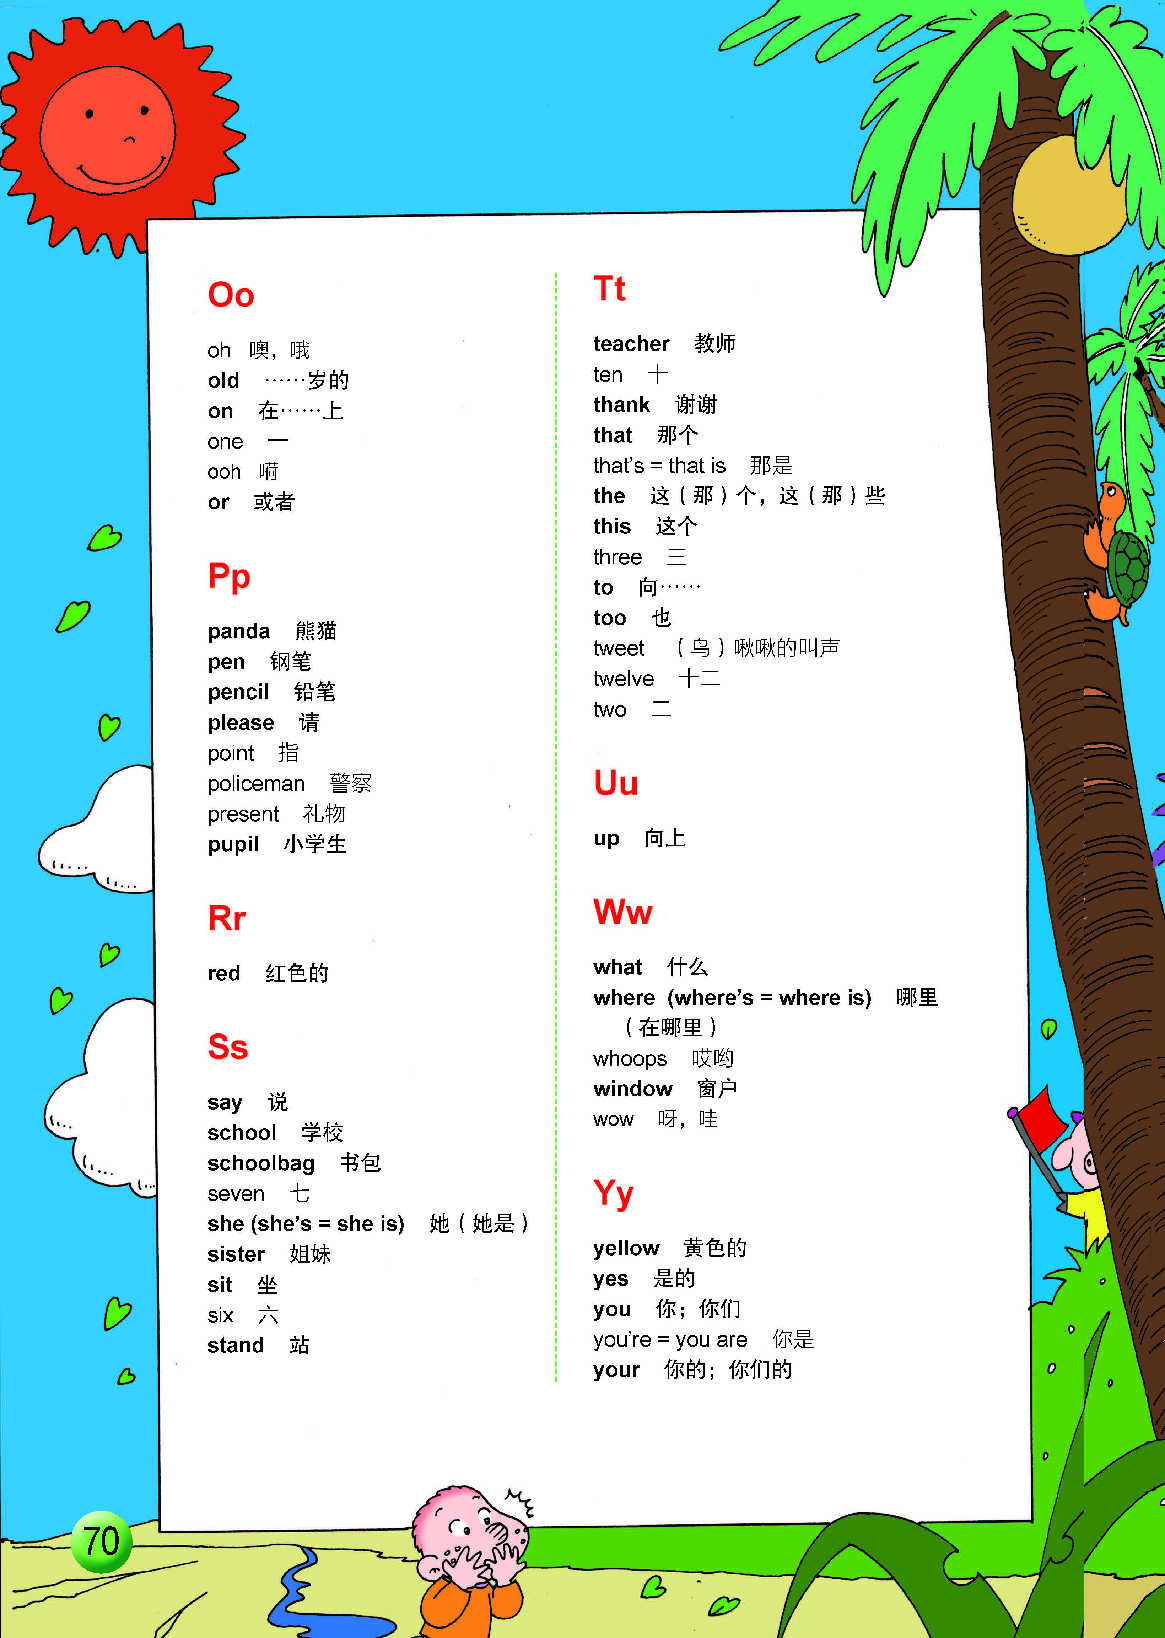 Oo
oh 噢，哦
old ……岁的
on 在……上
one 一
ooh 嗬
or 或者
Pp
panda 熊猫
pen 钢笔
pencil 铅笔
please 请
point 指
policeman 警察
present 礼物
pupil 小学生
Rr
red 红色的
Ss
say 说
school 学校
schoolbag 书包
seven 七
she (she's = she is) 她（她是）
sister 姐妹
sit 坐
six 六
stand 站
Tt
teacher 教师
ten 十
thank 谢谢
that 那个
that's = that is 那是
the 这（那）个，这（那）些
this 这个
three 三
to 向……
too 也
tweet （鸟）啾啾的叫声
twelve 十二
two 二
Uu
up 向上
Ww
what 什么
where (where's = where is) 哪里
（在哪里）
whoops 哎哟
window 窗户
wow 呀，哇
Yy
yellow 黄色的
yes 是的
you 你；你们
you're = you are 你是
your 你的；你们的
70